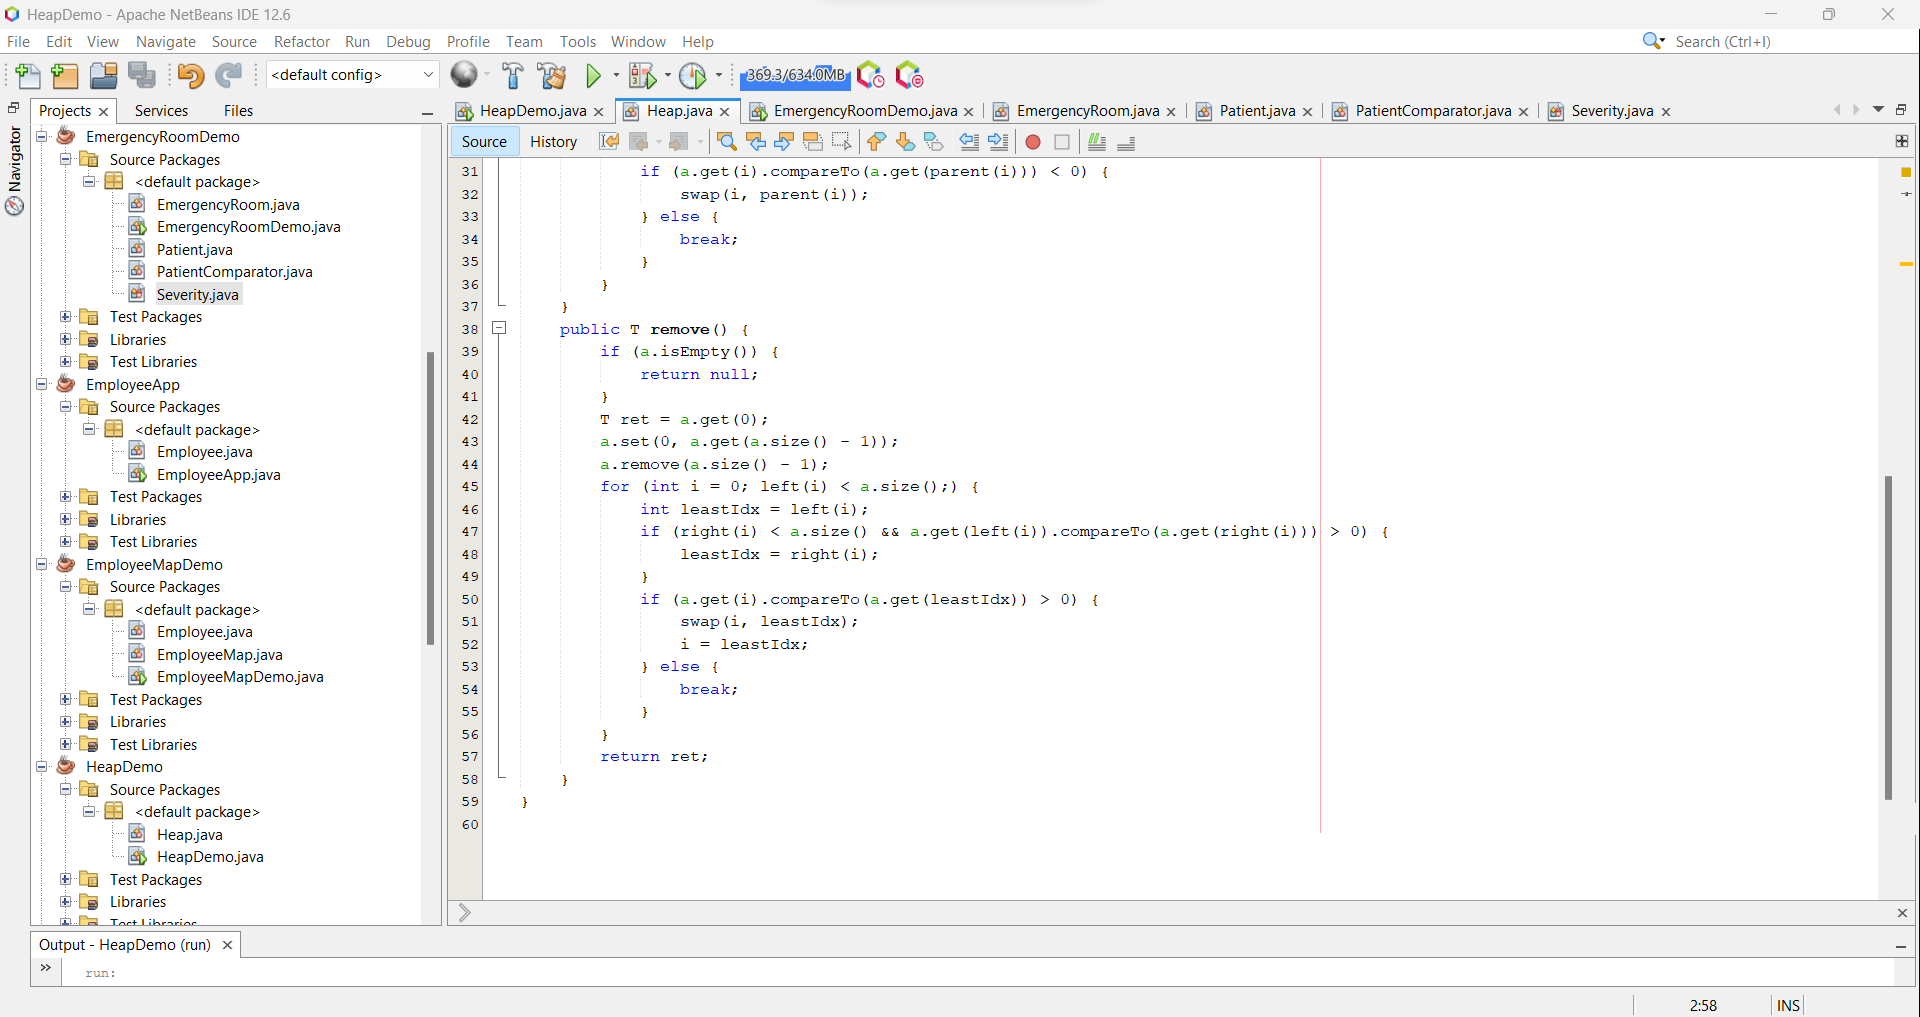 HeapDemo - Apache NetBeans IDE 12.6
File Edit View Navigate Source Refactor Run Debug Profile Team Tools Window Help
Search (Ctrl+I)
<default config>
369.3/634.0MB
Projects Services Files
Navigator
EmergencyRoomDemo
Source Packages
<default package>
EmergencyRoom.java
EmergencyRoomDemo.java
Patient.java
PatientComparator.java
Severity.java
Test Packages
Libraries
Test Libraries
EmployeeApp
Source Packages
<default package>
Employee.java
EmployeeApp.java
Test Packages
Libraries
Test Libraries
EmployeeMapDemo
Source Packages
<default package>
Employee.java
EmployeeMap.java
EmployeeMapDemo.java
Test Packages
Libraries
Test Libraries
HeapDemo
Source Packages
<default package>
Heap.java
HeapDemo.java
Test Packages
Libraries
Test Libraries
HeapDemo.java Heap.java EmergencyRoomDemo.java EmergencyRoom.java Patient.java PatientComparator.java Severity.java
Source History
31 if (a.get(i).compareTo(a.get(parent(i))) < 0) {
32 swap(i, parent(i));
33 } else {
34 break;
35 }
36 }
37 }
38 public T remove() {
39 if (a.isEmpty()) {
40 return null;
41 }
42 T ret = a.get(0);
43 a.set(0, a.get(a.size() - 1));
44 a.remove(a.size() - 1);
45 for (int i = 0; left(i) < a.size();) {
46 int leastIdx = left(i);
47 if (right(i) < a.size() && a.get(left(i)).compareTo(a.get(right(i))) > 0) {
48 leastIdx = right(i);
49 }
50 if (a.get(i).compareTo(a.get(leastIdx)) > 0) {
51 swap(i, leastIdx);
52 i = leastIdx;
53 } else {
54 break;
55 }
56 }
57 return ret;
58 }
59 }
60
Output - HeapDemo (run)
run:
2:58 INS